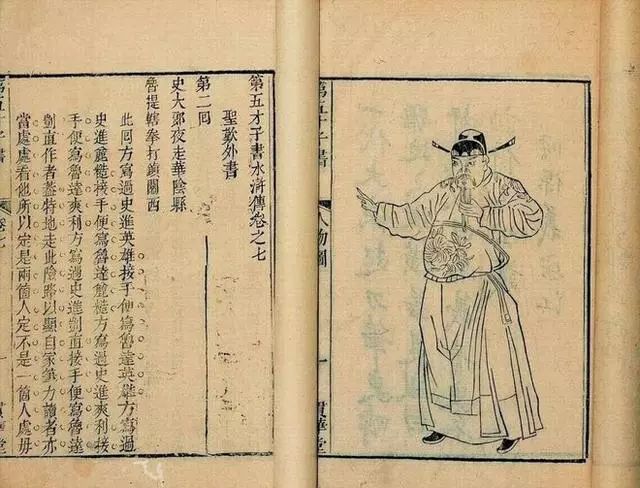 第五才子書
人物圖
一
貫華堂
第五才子書水滸傳卷之七
聖歎外書
第二回
史大郎夜走華陰縣
魯提轄拳打鎮關西
此回方寫過史進英雄接手便寫魯達英雄方寫過
史進麄糙接手便寫魯達麄糙方寫過史進爽利接
手便寫魯達爽利方寫過史進剴直接手便寫魯達
剴直作者蓋特地走此險路以顯自家筆力讀者亦
當處處看他所以定是兩箇人定不是一箇人處毋
第五才子書
卷七
貫華堂